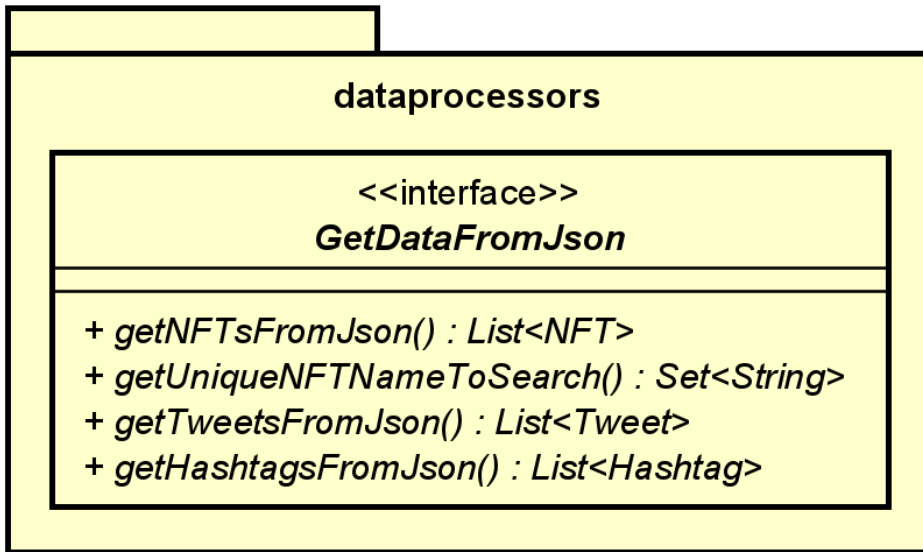 dataprocessors
<<interface>>
GetDataFromJson
+ getNFTsFromJson() : List<NFT>
+ getUniqueNFTNameToSearch() : Set<String>
+ getTweetsFromJson() : List<Tweet>
+ getHashtagsFromJson() : List<Hashtag>